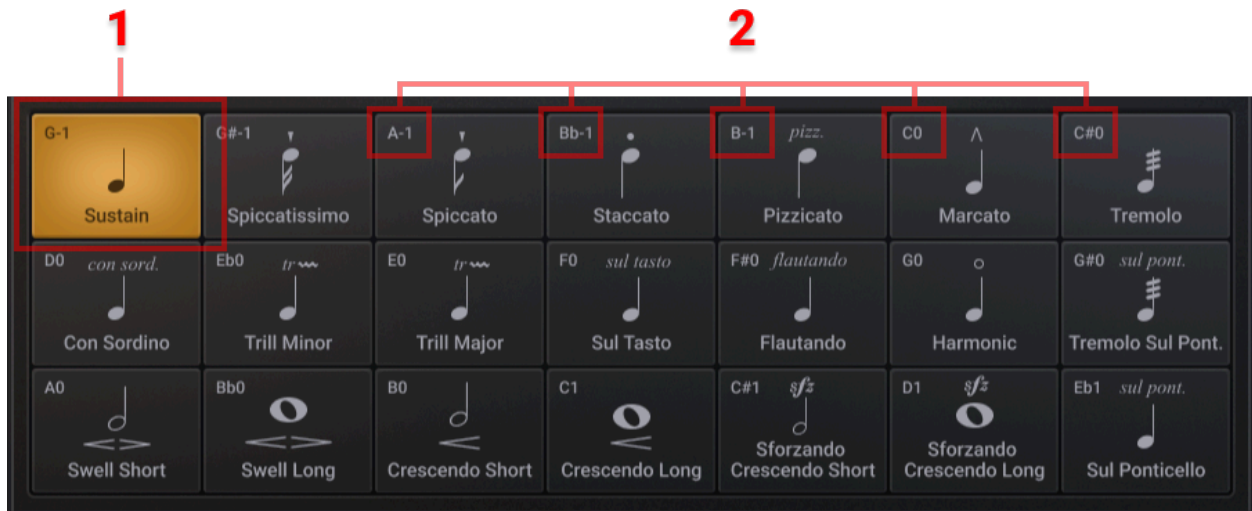 1
2
G-1
Sustain
G#-1
Spiccatissimo
A-1
Spiccato
Bb-1
Staccato
B-1 pizz.
Pizzicato
C0
Marcato
C#0
Tremolo
D0 con sord.
Con Sordino
Eb0 tr
Trill Minor
E0 tr
Trill Major
F0 sul tasto
Sul Tasto
F#0 flautando
Flautando
G0
Harmonic
G#0 sul pont.
Tremolo Sul Pont.
A0
Swell Short
Bb0
Swell Long
B0
Crescendo Short
C1
Crescendo Long
C#1 sfz
Sforzando
Crescendo Short
D1 sfz
Sforzando
Crescendo Long
Eb1 sul pont.
Sul Ponticello